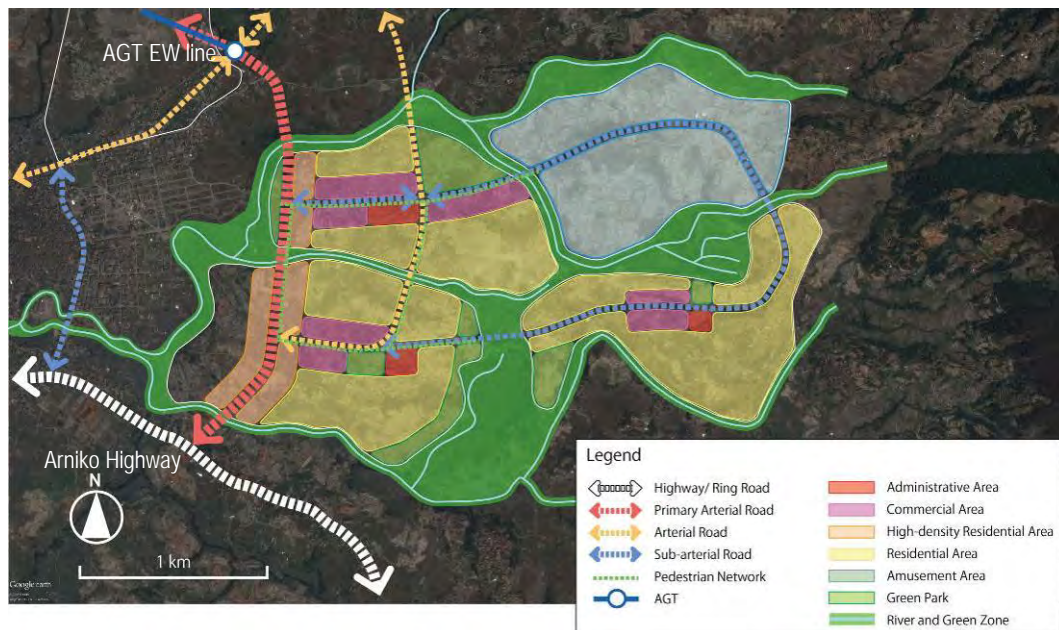 AGT EW line
Arniko Highway
N
1 km
Google earth
Legend
Highway/ Ring Road
Primary Arterial Road
Arterial Road
Sub-arterial Road
Pedestrian Network
AGT
Administrative Area
Commercial Area
High-density Residential Area
Residential Area
Amusement Area
Green Park
River and Green Zone